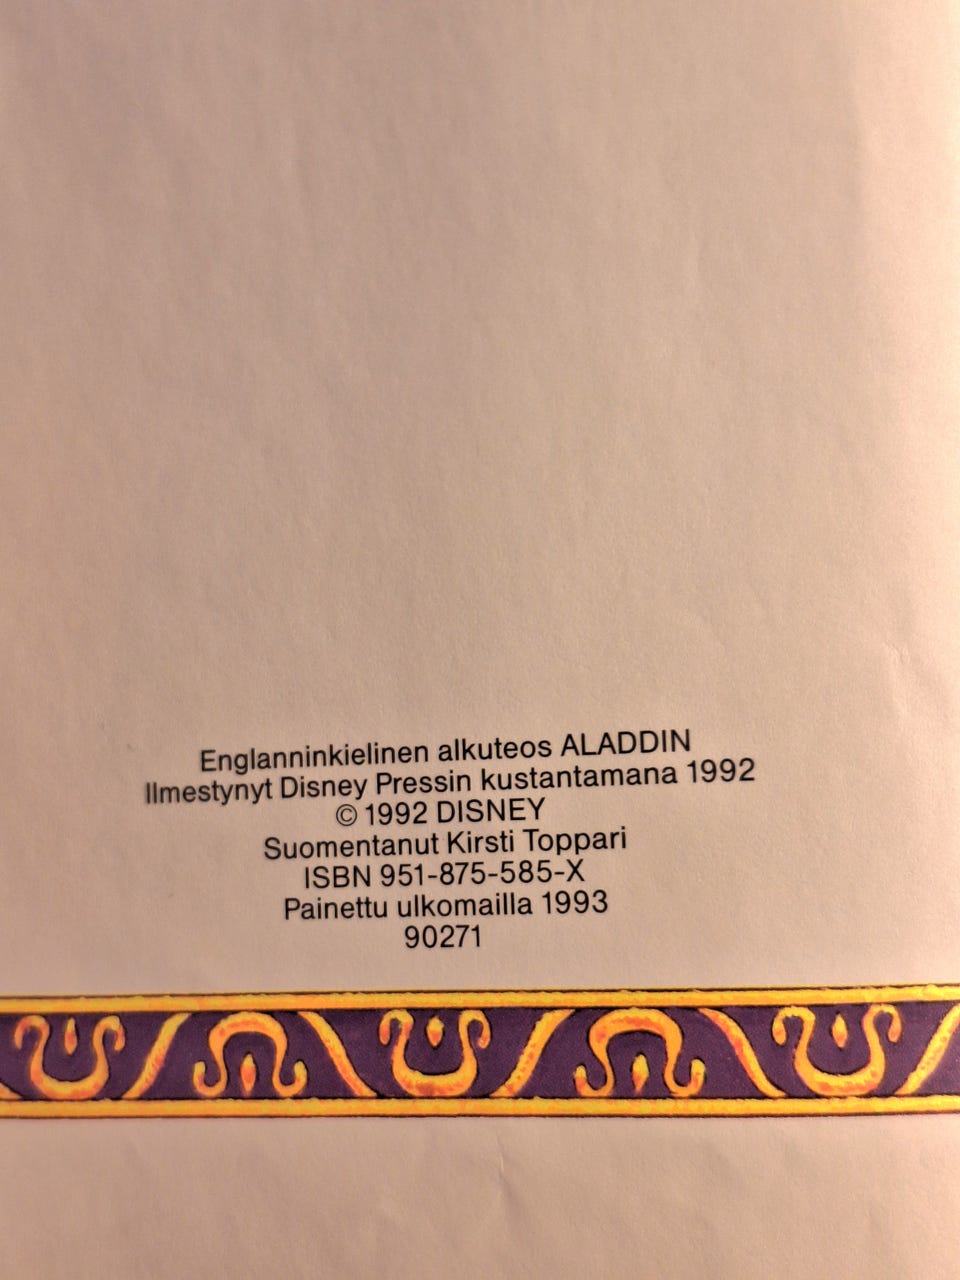 Englanninkielinen alkuteos ALADDIN
Ilmestynyt Disney Pressin kustantamana 1992
© 1992 DISNEY
Suomentanut Kirsti Toppari
ISBN 951-875-585-X
Painettu ulkomailla 1993
90271